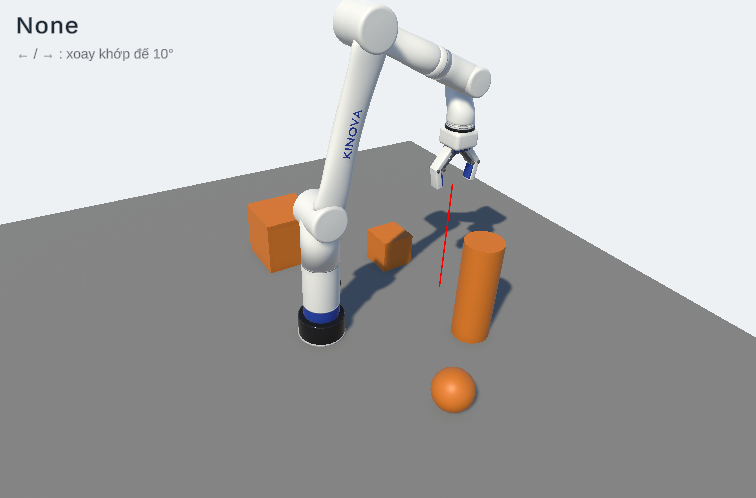 None
← / → : xoay khớp đế 10°
KINOVA